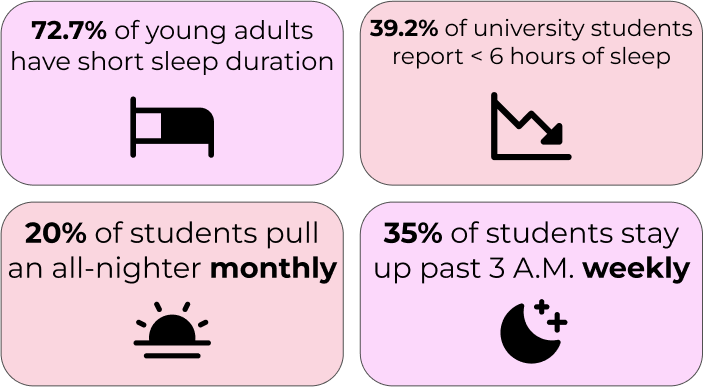 72.7% of young adults
have short sleep duration
39.2% of university students
report < 6 hours of sleep
20% of students pull
an all-nighter monthly
35% of students stay
up past 3 A.M. weekly